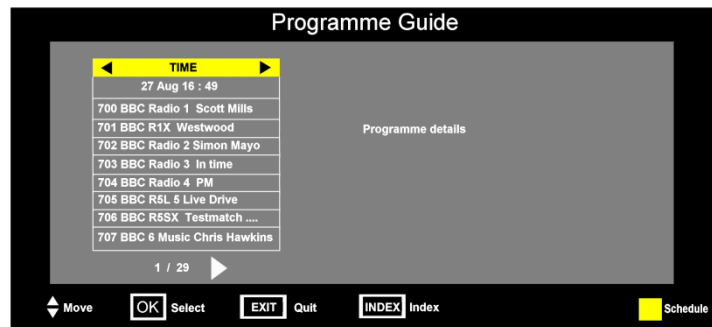 Programme Guide
TIME
27 Aug 16 : 49
700 BBC Radio 1 Scott Mills
701 BBC R1X Westwood
702 BBC Radio 2 Simon Mayo
703 BBC Radio 3 In time
704 BBC Radio 4 PM
705 BBC R5L 5 Live Drive
706 BBC R5SX Testmatch ....
707 BBC 6 Music Chris Hawkins
Programme details
1 / 29
Move OK Select EXIT Quit INDEX Index Schedule